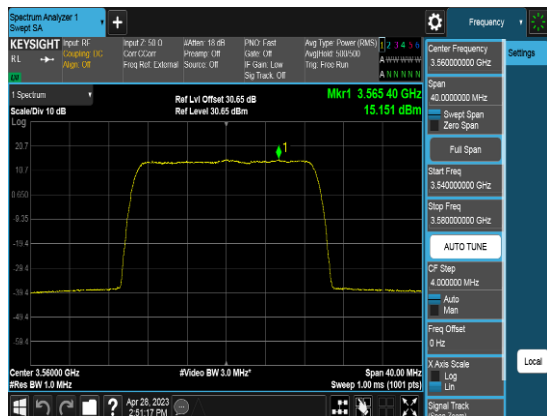 Spectrum Analyzer 1
Swept SA
Frequency
KEYSIGHT
RL
Input: RF
Coupling: DC
Align: Off
Input Z: 50 Ω
Corr CCorr
Freq Ref: External
#Atten: 18 dB
Preamp: Off
Source: Off
PNO: Fast
Gate: Off
IF Gain: Low
Sig Track: Off
Avg Type: Power (RMS)
Avg|Hold: 500/500
Trig: Free Run
1 2 3 4 5 6
A W W W W W
A N N N N N
1 Spectrum
Scale/Div 10 dB
Log
Ref Lvl Offset 30.65 dB
Ref Level 30.65 dBm
Mkr1 3.565 40 GHz
15.151 dBm
1
20.7
10.7
0.650
-9.35
-19.4
-29.4
-39.4
-49.4
-59.4
Center 3.56000 GHz
#Res BW 1.0 MHz
#Video BW 3.0 MHz*
Span 40.00 MHz
Sweep 1.00 ms (1001 pts)
Apr 28, 2023
2:51:17 PM
Center Frequency
3.560000000 GHz
Settings
Span
40.0000000 MHz
Swept Span
Zero Span
Full Span
Start Freq
3.540000000 GHz
Stop Freq
3.580000000 GHz
AUTO TUNE
CF Step
4.000000 MHz
Auto
Man
Freq Offset
0 Hz
X Axis Scale
Log
Lin
Local
Signal Track
(Span Zoom)